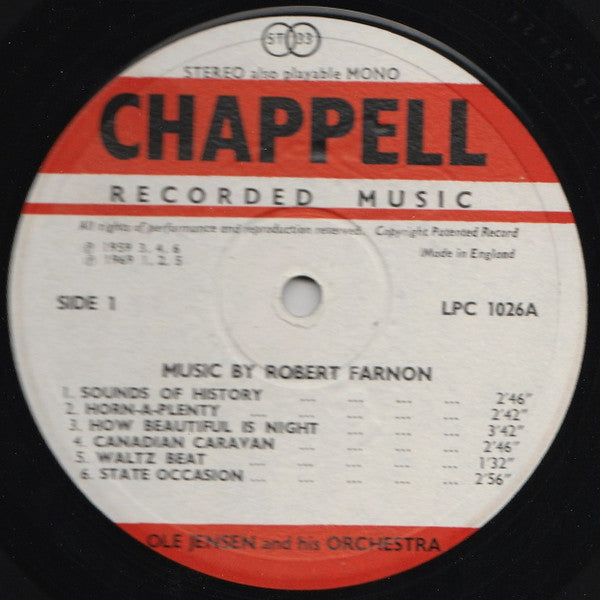 ST 33
STEREO also playable MONO
CHAPPELL
RECORDED MUSIC
All rights of performance and reproduction reserved. Copyright Patented Record
℗ 1959 3. 4. 6
℗ 1969 1. 2. 5
Made in England
SIDE 1
LPC 1026A
MUSIC BY ROBERT FARNON
1. SOUNDS OF HISTORY ... ... ... ... 2'46"
2. HORN-A-PLENTY ... ... ... ... ... 2'42"
3. HOW BEAUTIFUL IS NIGHT ... ... ... 3'42"
4. CANADIAN CARAVAN ... ... ... ... 2'46"
5. WALTZ BEAT ... ... ... ... ... 1'32"
6. STATE OCCASION ... ... ... ... ... 2'56"
OLE JENSEN and his ORCHESTRA